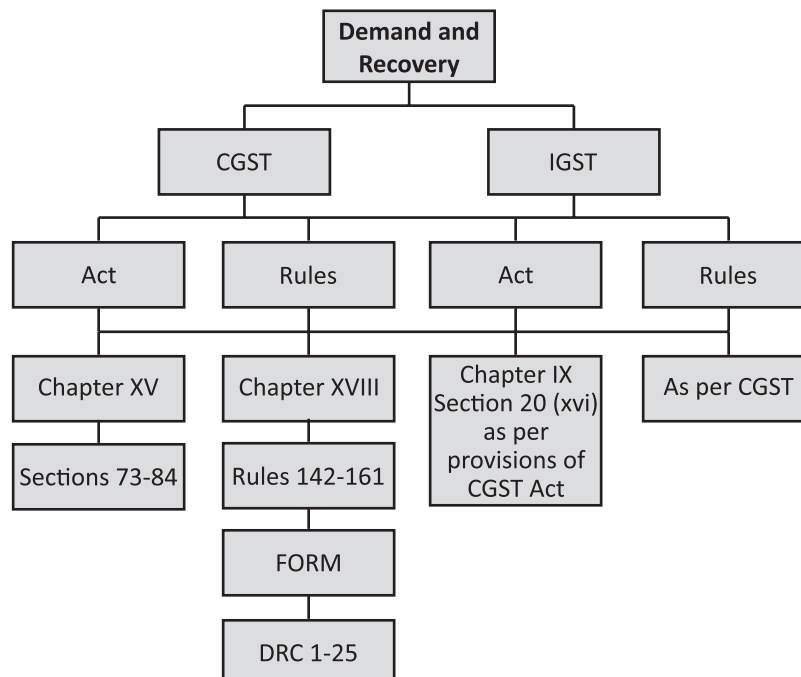 Demand and
Recovery
CGST
IGST
Act
Rules
Act
Rules
Chapter XV
Chapter XVIII
Chapter IX
Section 20 (xvi)
as per
provisions of
CGST Act
As per CGST
Sections 73-84
Rules 142-161
FORM
DRC 1-25